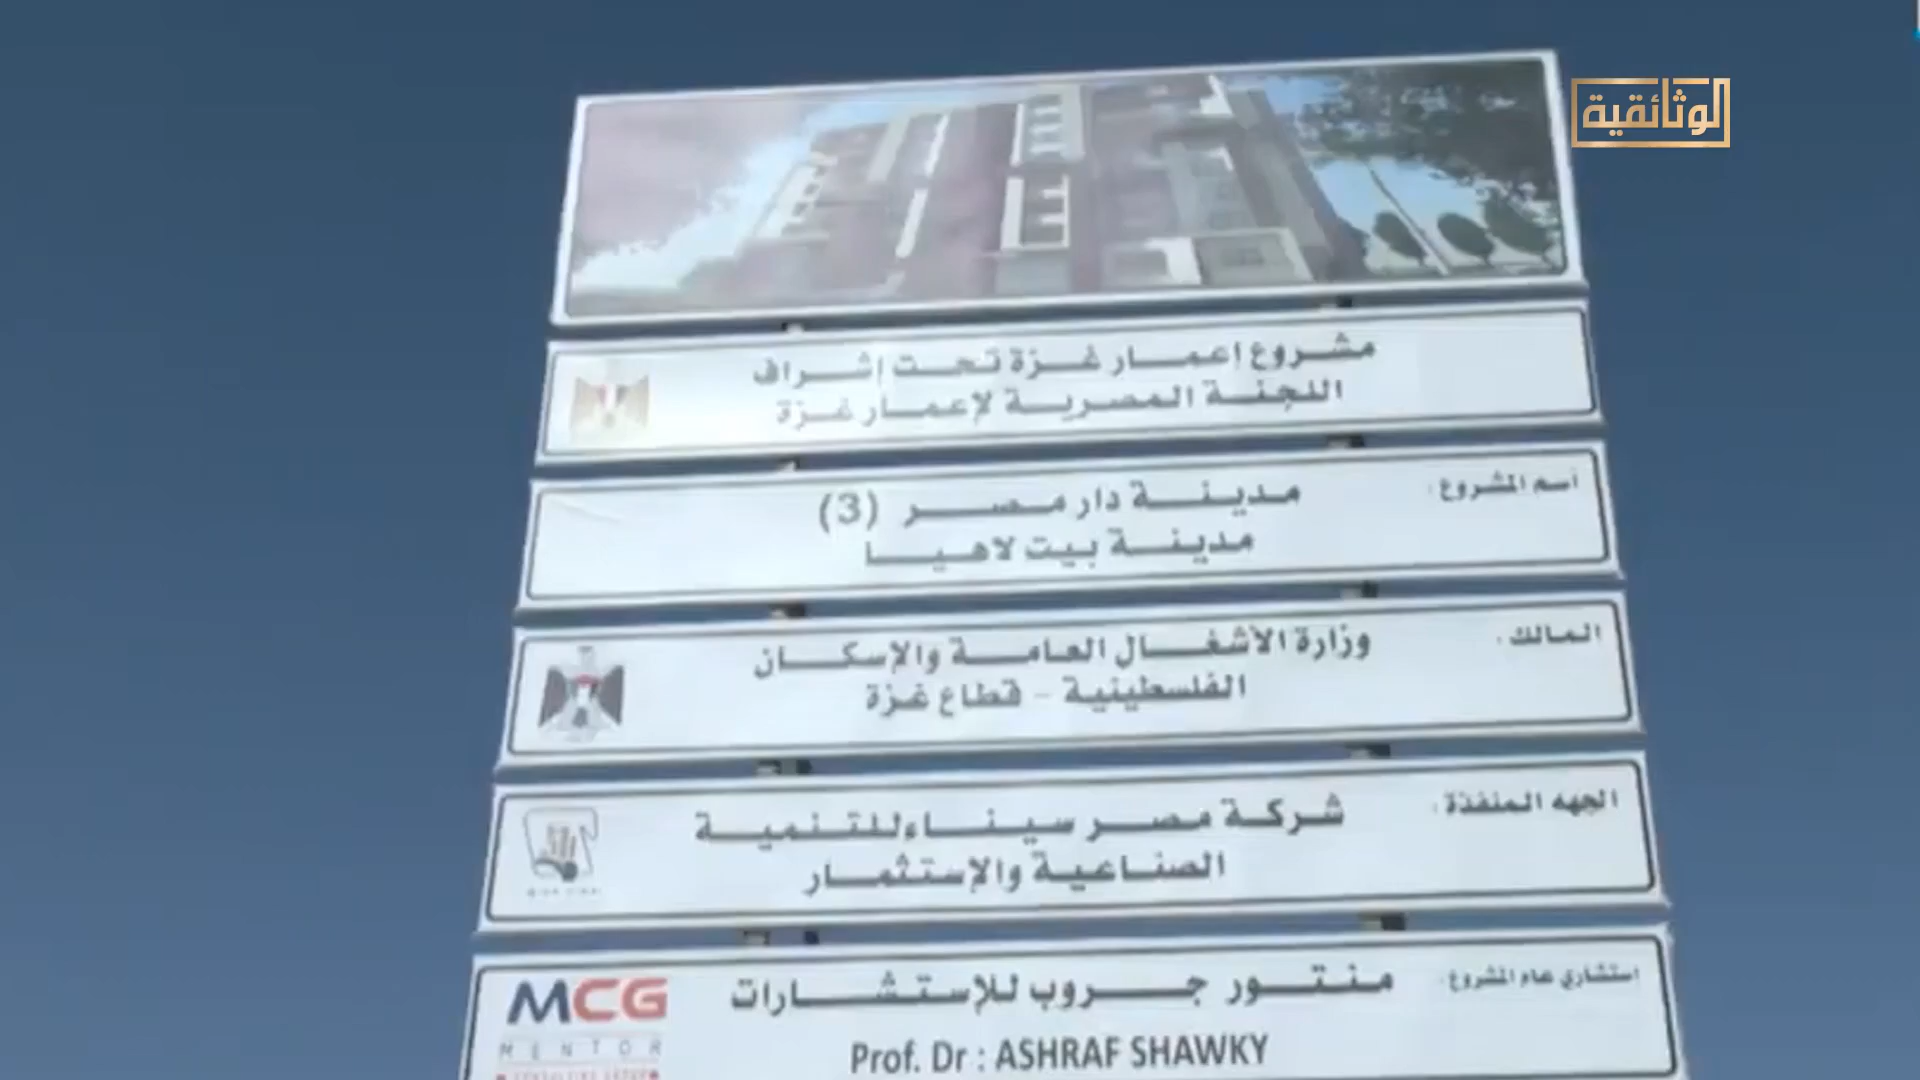 الوثائقية
مشروع إعمار غزة تحت إشراف
اللجنة المصرية لإعمار غزة
اسم المشروع :
مدينة دار مصر (3)
مدينة بيت لاهيا
المالك :
وزارة الأشغال العامة والإسكان
الفلسطينية - قطاع غزة
الجهه المنفذة :
شركة مصر سيناء للتنمية
الصناعية والإستثمار
استشاري عام المشروع :
منتور جروب للإستشارات
MCG
MENTOR
Prof. Dr : ASHRAF SHAWKY